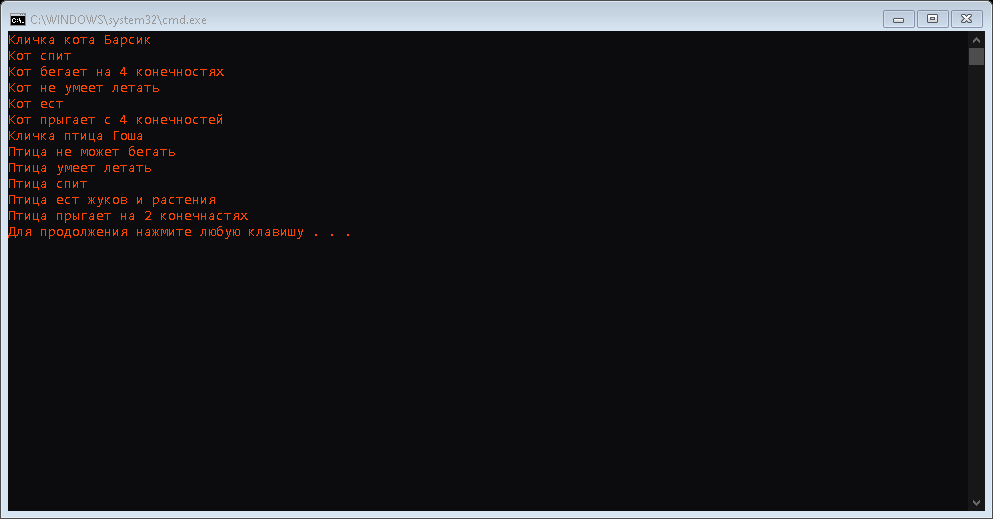 C:\WINDOWS\system32\cmd.exe
Кличка кота Барсик
Кот спит
Кот бегает на 4 конечностях
Кот не умеет летать
Кот ест
Кот прыгает с 4 конечностей
Кличка птица Гоша
Птица не может бегать
Птица умеет летать
Птица спит
Птица ест жуков и растения
Птица прыгает на 2 конечнастях
Для продолжения нажмите любую клавишу . . .